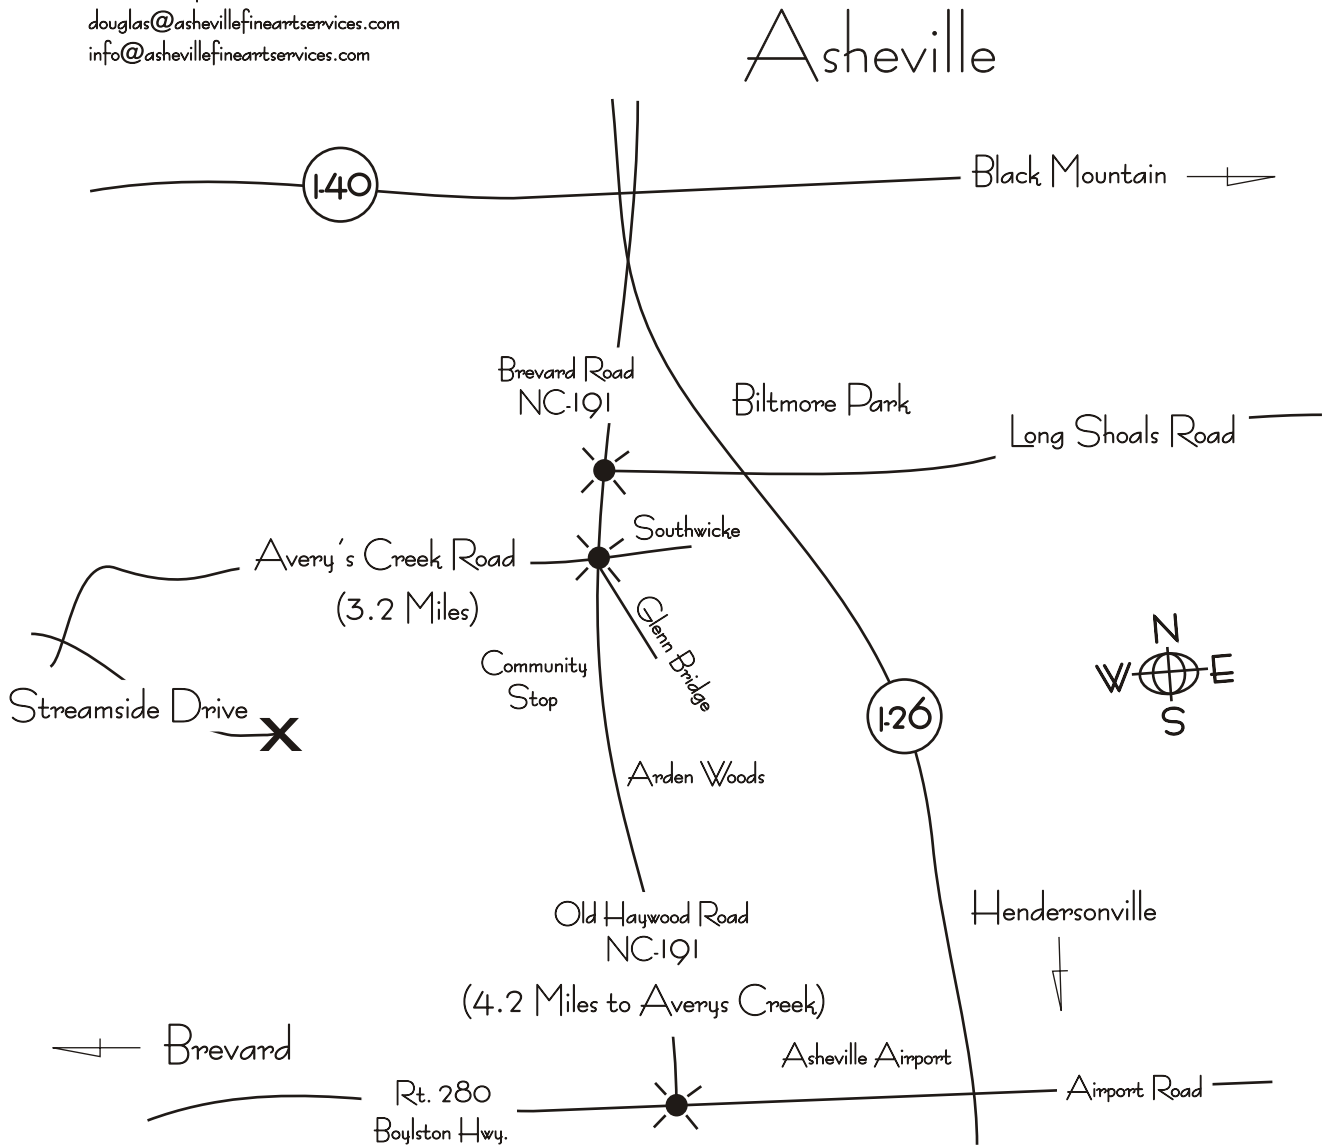 douglas@ashevillefineartservices.com
info@ashevillefineartservices.com
Asheville
I-40
Black Mountain
Brevard Road
NC-191
Biltmore Park
Long Shoals Road
Southwicke
Avery's Creek Road
(3.2 Miles)
Glenn Bridge
Community
Stop
N
W E
S
Streamside Drive
X
I-26
Arden Woods
Old Haywood Road
NC-191
Hendersonville
(4.2 Miles to Averys Creek)
Brevard
Asheville Airport
Rt. 280
Boylston Hwy.
Airport Road